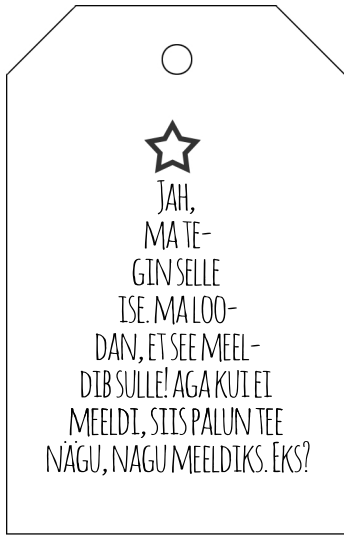 Jah,
ma te-
gin selle
ise. Ma loo-
dan, et see meel-
dib sulle! Aga kui ei
meeldi, siis palun tee
nägu, nagu meeldiks. Eks?